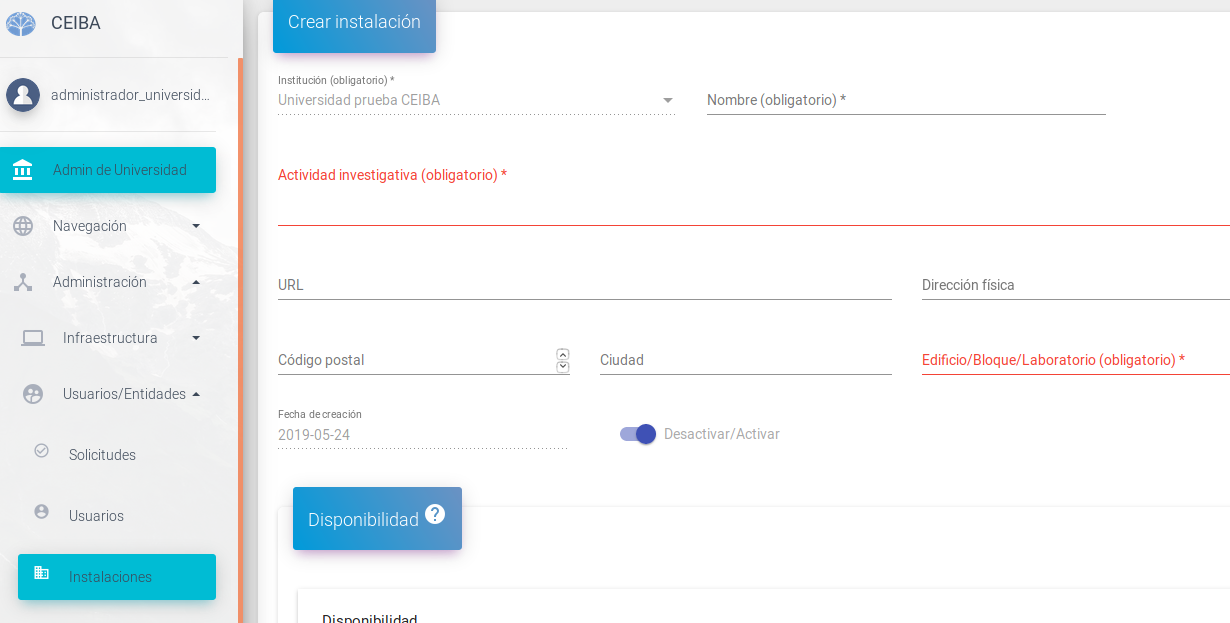 CEIBA
administrador_universid...
Admin de Universidad
Navegación
Administración
Infraestructura
Usuarios/Entidades
Solicitudes
Usuarios
Instalaciones
Crear instalación
Institución (obligatorio) *
Universidad prueba CEIBA
Nombre (obligatorio) *
Actividad investigativa (obligatorio) *
URL
Dirección física
Código postal
Ciudad
Edificio/Bloque/Laboratorio (obligatorio) *
Fecha de creación
2019-05-24
Desactivar/Activar
Disponibilidad ?
Disponibilidad